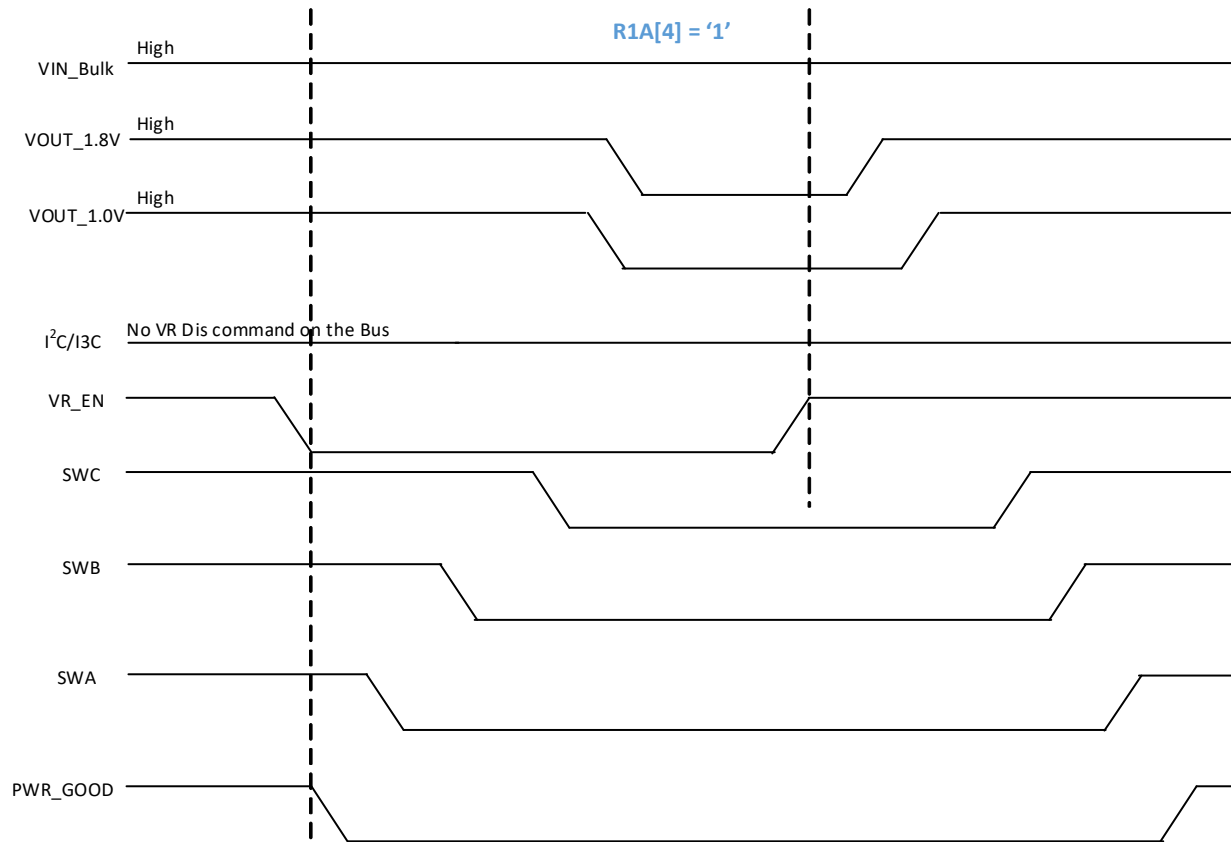 R1A[4] = ‘1’
High
VIN_Bulk
High
VOUT_1.8V
High
VOUT_1.0V
No VR Dis command on the Bus
I²C/I3C
VR_EN
SWC
SWB
SWA
PWR_GOOD